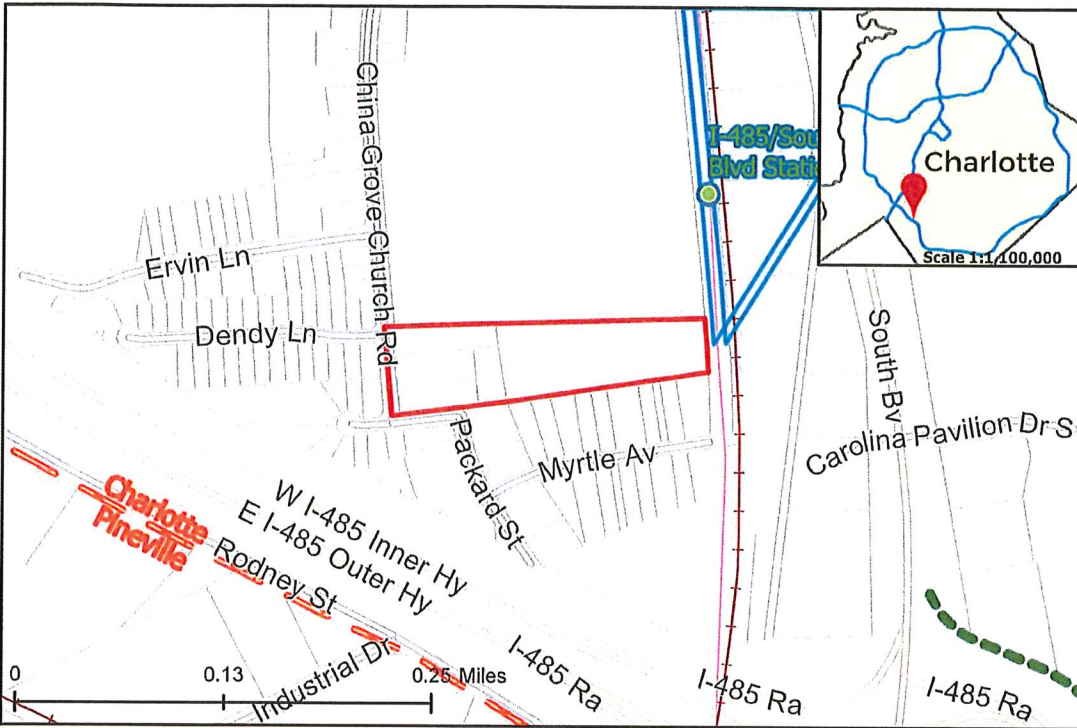 China Grove Church Rd
I-485/Sou
Blvd Statio
Charlotte
Scale 1:1,100,000
Ervin Ln
Dendy Ln
South Bv
Packard St
Myrtle Av
Carolina Pavilion Dr S
Charlotte
Pineville
W I-485 Inner Hy
E I-485 Outer Hy
Rodney St
Industrial Dr
I-485 Ra
I-485 Ra
I-485 Ra
0 0.13 0.25 Miles